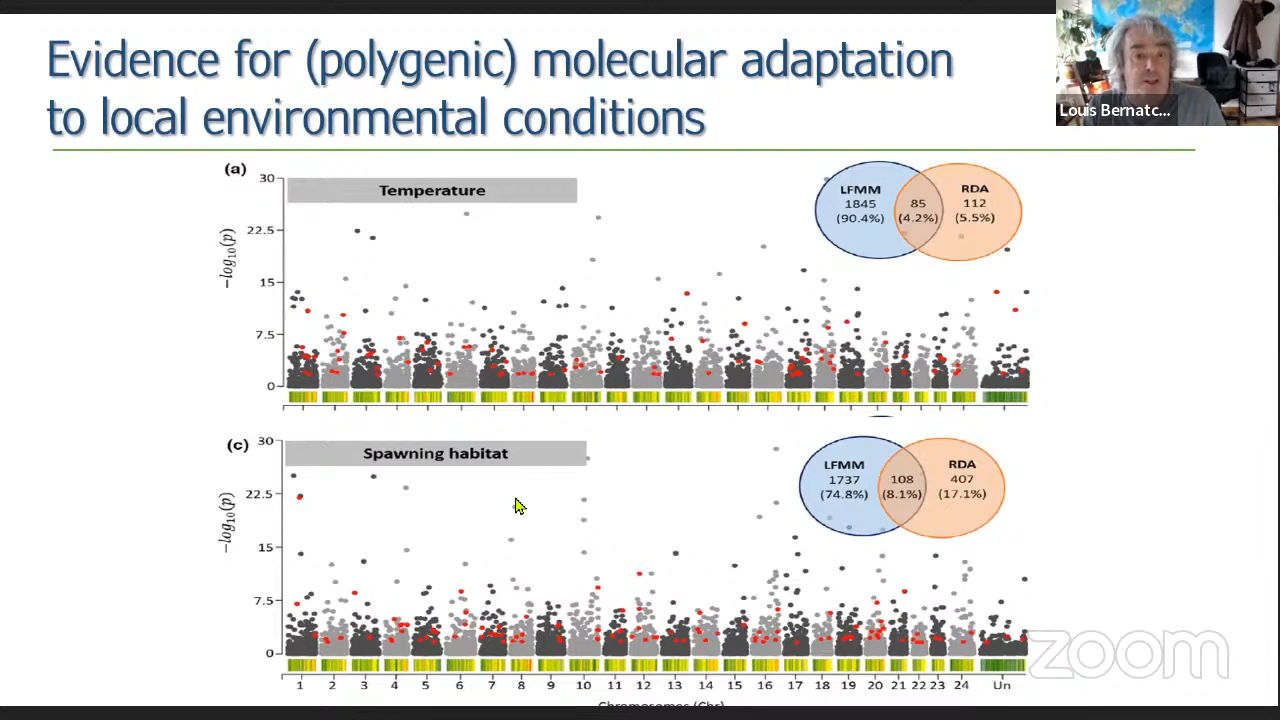 Evidence for (polygenic) molecular adaptation
to local environmental conditions
Louis Bernatc...
(a)
Temperature
LFMM
1845
(90.4%)
85
(4.2%)
RDA
112
(5.5%)
30
22.5
15
7.5
0
−log10(p)
(c)
Spawning habitat
LFMM
1737
(74.8%)
108
(8.1%)
RDA
407
(17.1%)
30
22.5
15
7.5
0
−log10(p)
1 2 3 4 5 6 7 8 9 10 11 12 13 14 15 16 17 18 19 20 21 22 23 24 Un
Chromosomes (Chr)
zoom